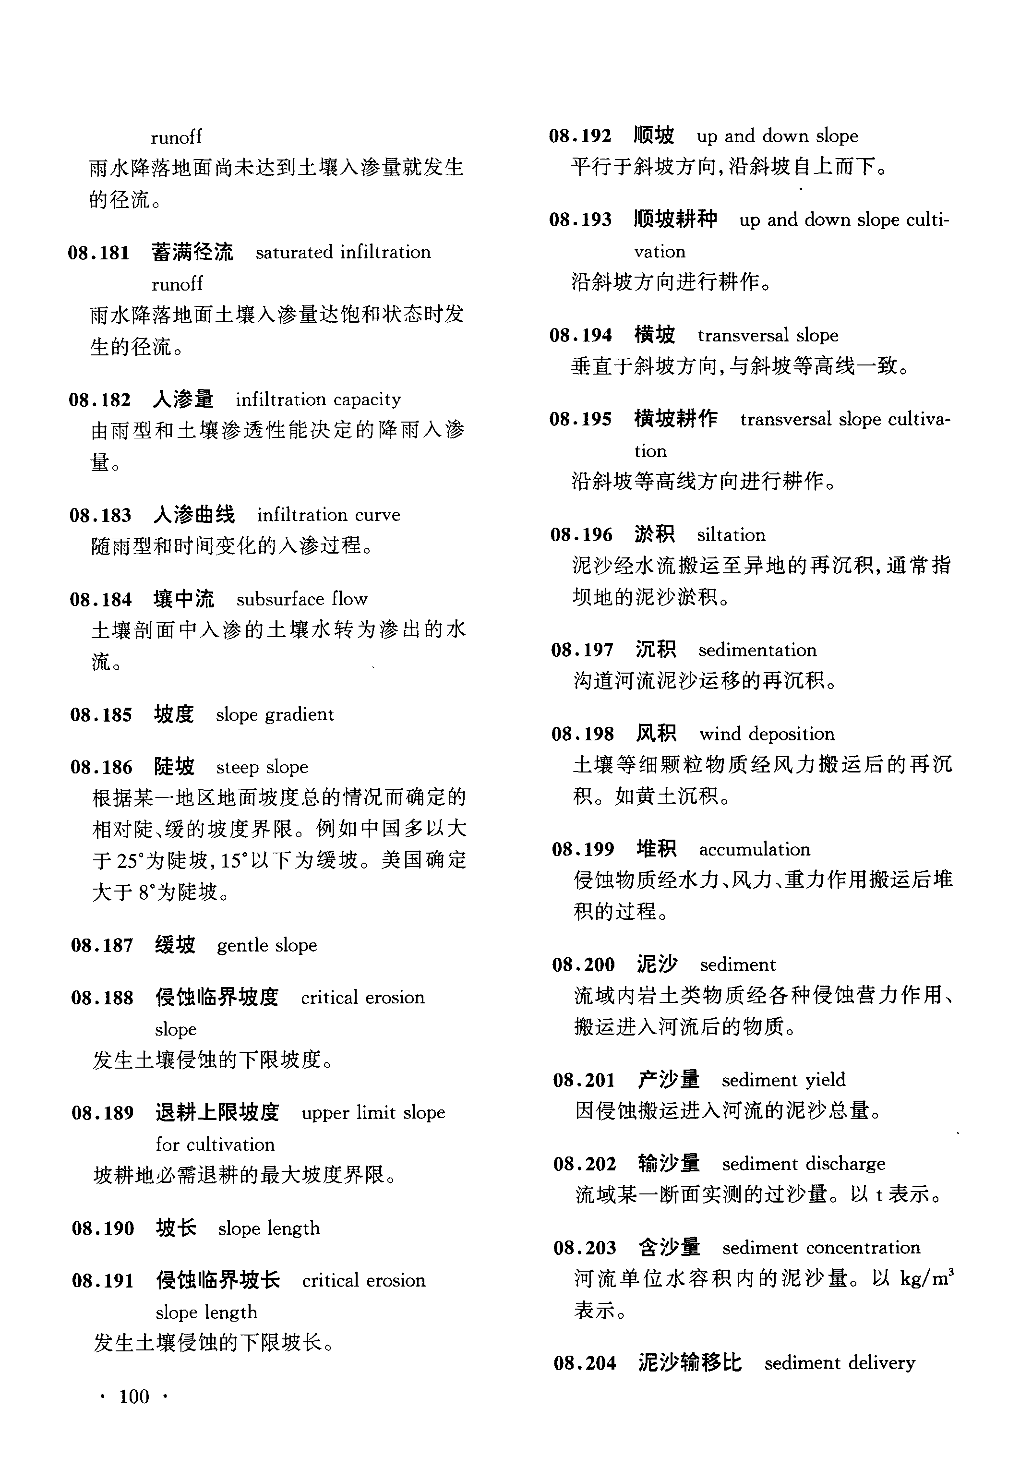 runoff
雨水降落地面尚未达到土壤入渗量就发生
的径流。
08.181 蓄满径流 saturated infiltration
runoff
雨水降落地面土壤入渗量达饱和状态时发
生的径流。
08.182 入渗量 infiltration capacity
由雨型和土壤渗透性能决定的降雨入渗
量。
08.183 入渗曲线 infiltration curve
随雨型和时间变化的入渗过程。
08.184 壤中流 subsurface flow
土壤剖面中入渗的土壤水转为渗出的水
流。
08.185 坡度 slope gradient
08.186 陡坡 steep slope
根据某一地区地面坡度总的情况而确定的
相对陡、缓的坡度界限。例如中国多以大
于25°为陡坡,15°以下为缓坡。美国确定
大于8°为陡坡。
08.187 缓坡 gentle slope
08.188 侵蚀临界坡度 critical erosion
slope
发生土壤侵蚀的下限坡度。
08.189 退耕上限坡度 upper limit slope
for cultivation
坡耕地必需退耕的最大坡度界限。
08.190 坡长 slope length
08.191 侵蚀临界坡长 critical erosion
slope length
发生土壤侵蚀的下限坡长。
· 100 ·
08.192 顺坡 up and down slope
平行于斜坡方向,沿斜坡自上而下。
08.193 顺坡耕种 up and down slope culti-
vation
沿斜坡方向进行耕作。
08.194 横坡 transversal slope
垂直于斜坡方向,与斜坡等高线一致。
08.195 横坡耕作 transversal slope cultiva-
tion
沿斜坡等高线方向进行耕作。
08.196 淤积 siltation
泥沙经水流搬运至异地的再沉积,通常指
坝地的泥沙淤积。
08.197 沉积 sedimentation
沟道河流泥沙运移的再沉积。
08.198 风积 wind deposition
土壤等细颗粒物质经风力搬运后的再沉
积。如黄土沉积。
08.199 堆积 accumulation
侵蚀物质经水力、风力、重力作用搬运后堆
积的过程。
08.200 泥沙 sediment
流域内岩土类物质经各种侵蚀营力作用、
搬运进入河流后的物质。
08.201 产沙量 sediment yield
因侵蚀搬运进入河流的泥沙总量。
08.202 输沙量 sediment discharge
流域某一断面实测的过沙量。以 t 表示。
08.203 含沙量 sediment concentration
河流单位水容积内的泥沙量。以 kg/m³
表示。
08.204 泥沙输移比 sediment delivery